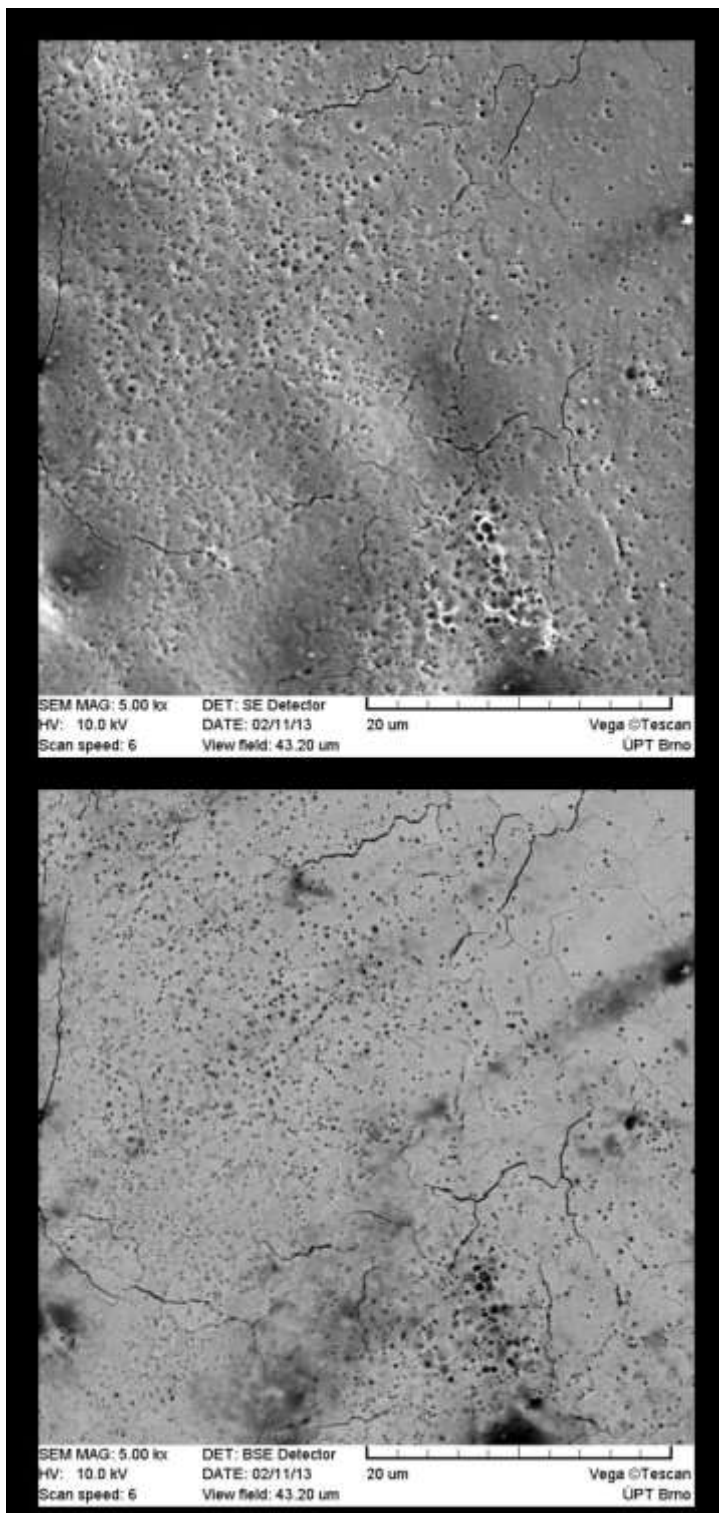 SEM MAG: 5.00 kx DET: SE Detector
HV: 10.0 kV DATE: 02/11/13 20 um Vega ©Tescan
Scan speed: 6 View field: 43.20 um ÚPT Brno
SEM MAG: 5.00 kx DET: BSE Detector
HV: 10.0 kV DATE: 02/11/13 20 um Vega ©Tescan
Scan speed: 6 View field: 43.20 um ÚPT Brno